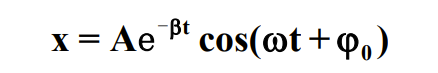 x = Ae⁻ᵝᵗ cos(ωt + φ₀)